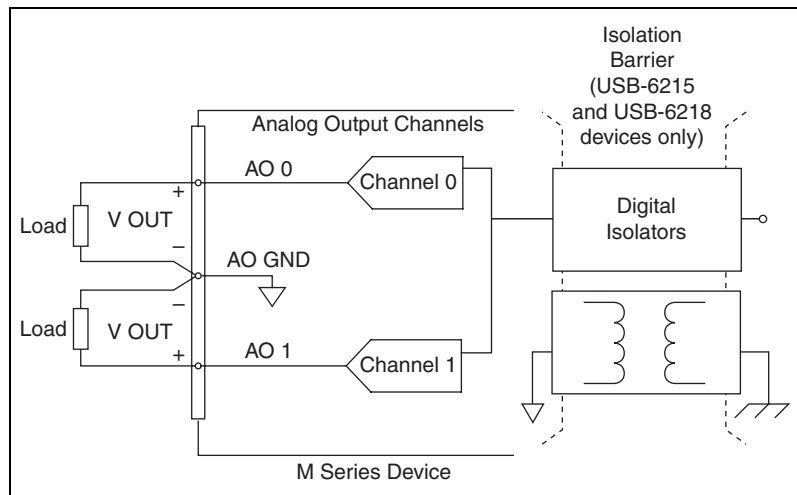 Isolation
Barrier
(USB-6215
and USB-6218
devices only)
Analog Output Channels
AO 0
Channel 0
+
Load
V OUT
–
Digital
Isolators
AO GND
–
Load
V OUT
+
AO 1
Channel 1
M Series Device